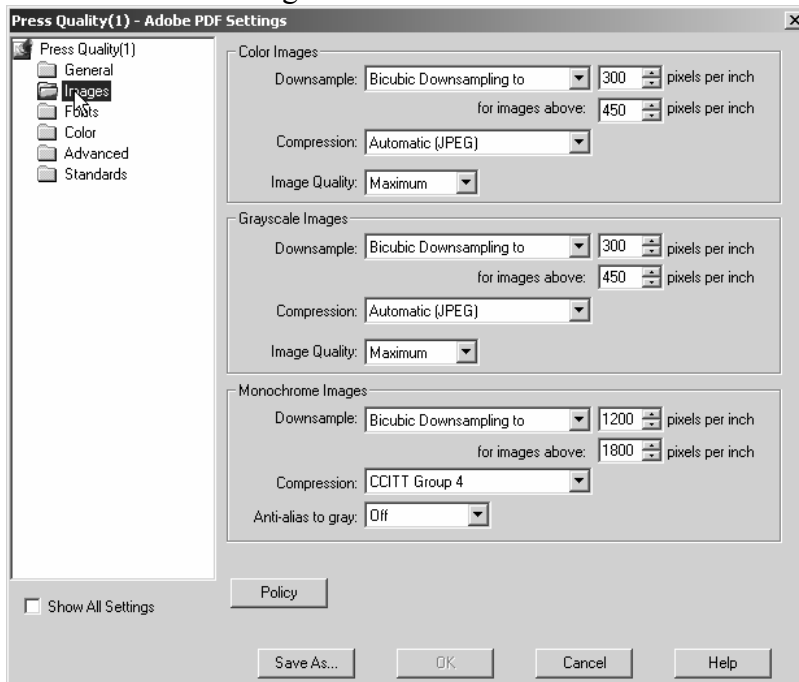 Press Quality(1) - Adobe PDF Settings
Press Quality(1)
General
Images
Fonts
Color
Advanced
Standards
Show All Settings
Color Images
Downsample: Bicubic Downsampling to 300 pixels per inch
for images above: 450 pixels per inch
Compression: Automatic (JPEG)
Image Quality: Maximum
Grayscale Images
Downsample: Bicubic Downsampling to 300 pixels per inch
for images above: 450 pixels per inch
Compression: Automatic (JPEG)
Image Quality: Maximum
Monochrome Images
Downsample: Bicubic Downsampling to 1200 pixels per inch
for images above: 1800 pixels per inch
Compression: CCITT Group 4
Anti-alias to gray: Off
Policy
Save As... OK Cancel Help